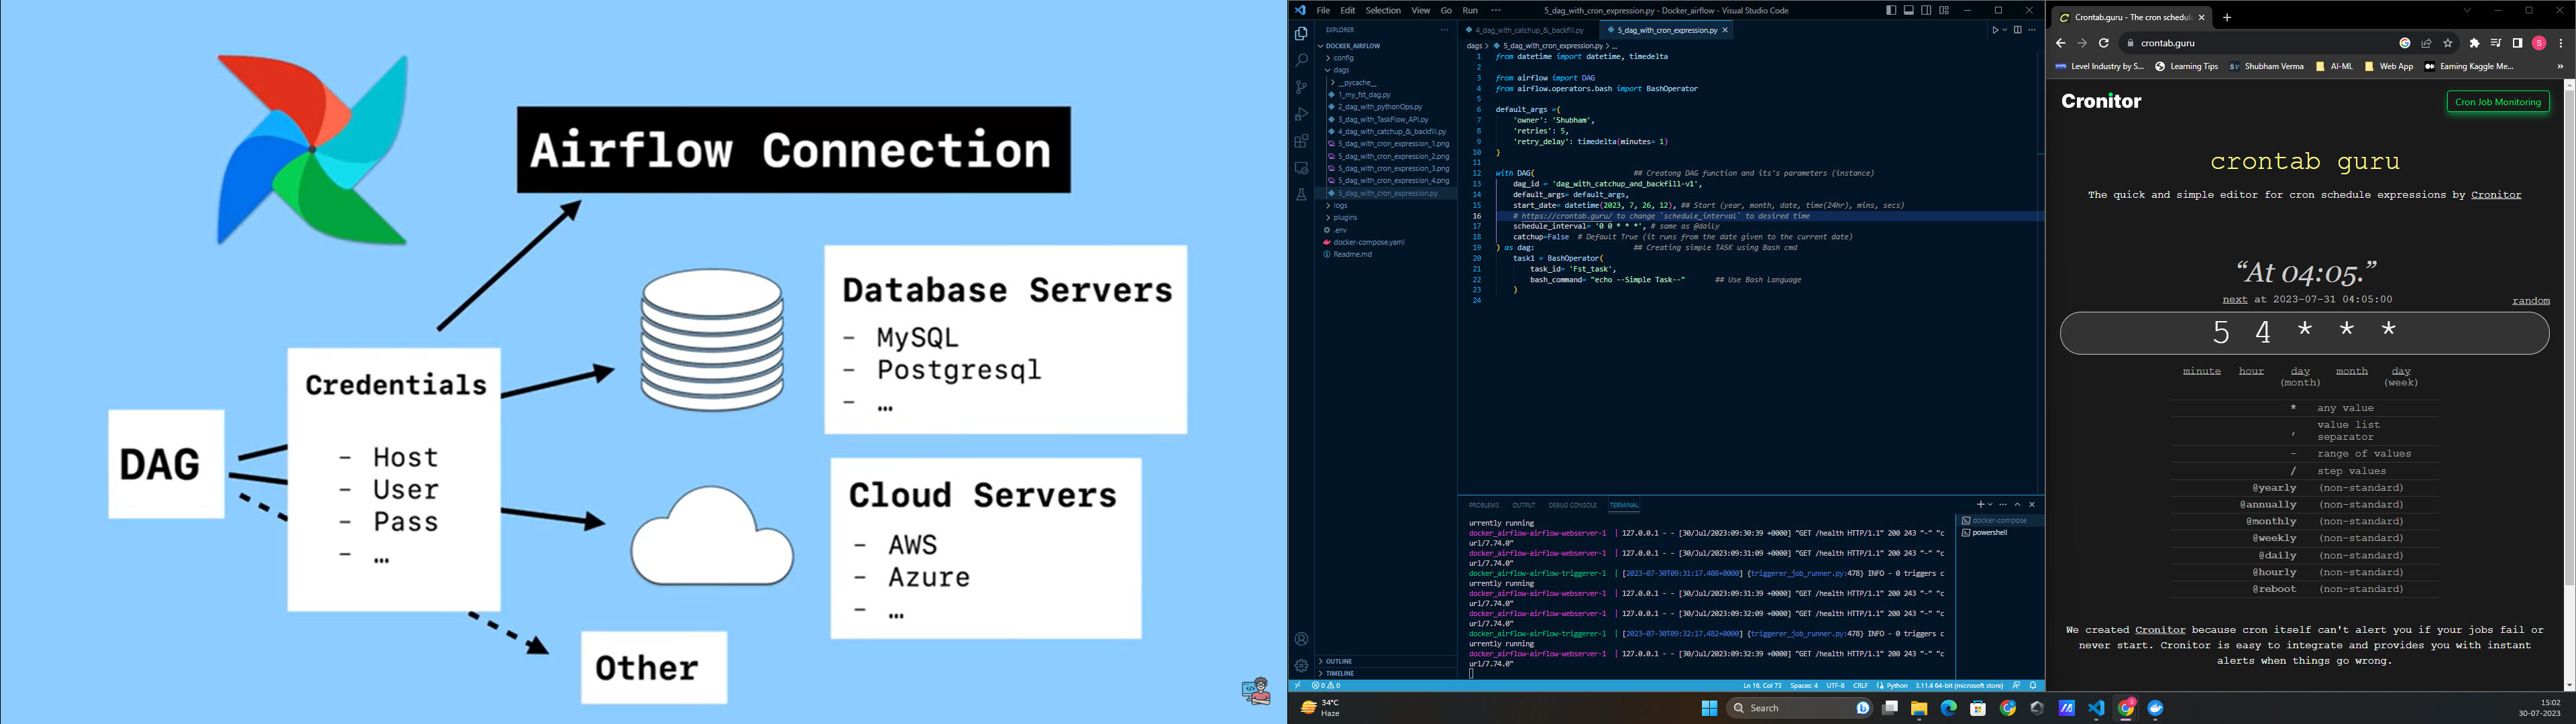 Airflow Connection
Database Servers
- MySQL
- Postgresql
- …
Credentials
- Host
- User
- Pass
- …
DAG
Cloud Servers
- AWS
- Azure
- …
Other
File Edit Selection View Go Run ··· 5_dag_with_cron_expression.py - Docker_airflow - Visual Studio Code
EXPLORER
DOCKER_AIRFLOW
config
dags
__pycache__
1_my_fst_dag.py
2_dag_with_pythonOps.py
3_dag_with_TaskFlow_API.py
4_dag_with_catchup_&_backfill.py
5_dag_with_cron_expression_1.png
5_dag_with_cron_expression_2.png
5_dag_with_cron_expression_3.png
5_dag_with_cron_expression_4.png
5_dag_with_cron_expression.py
logs
plugins
.env
docker-compose.yaml
Readme.md
OUTLINE
TIMELINE
4_dag_with_catchup_&_backfill.py 5_dag_with_cron_expression.py
dags > 5_dag_with_cron_expression.py > ...
1 from datetime import datetime, timedelta
2
3 from airflow import DAG
4 from airflow.operators.bash import BashOperator
5
6 default_args ={
7 'owner': 'Shubham',
8 'retries': 5,
9 'retry_delay': timedelta(minutes= 1)
10 }
11
12 with DAG( ## Creatong DAG function and its's parameters (instance)
13 dag_id = 'dag_with_catchup_and_backfill-v1',
14 default_args= default_args,
15 start_date= datetime(2023, 7, 26, 12), ## Start (year, month, date, time(24hr), mins, secs)
16 # https://crontab.guru/ to change `schedule_interval` to desired time
17 schedule_interval= '0 0 * * *', # same as @daily
18 catchup=False # Default True (it runs from the date given to the current date)
19 ) as dag: ## Creating simple TASK using Bash cmd
20 task1 = BashOperator(
21 task_id= 'Fst_task',
22 bash_command= "echo --Simple Task--" ## Use Bash Language
23 )
24
PROBLEMS OUTPUT DEBUG CONSOLE TERMINAL
urrently running
docker_airflow-airflow-webserver-1 | 127.0.0.1 - - [30/Jul/2023:09:30:39 +0000] "GET /health HTTP/1.1" 200 243 "-" "c
url/7.74.0"
docker_airflow-airflow-webserver-1 | 127.0.0.1 - - [30/Jul/2023:09:31:09 +0000] "GET /health HTTP/1.1" 200 243 "-" "c
url/7.74.0"
docker_airflow-airflow-triggerer-1 | [2023-07-30T09:31:17.408+0000] {triggerer_job_runner.py:478} INFO - 0 triggers c
urrently running
docker_airflow-airflow-webserver-1 | 127.0.0.1 - - [30/Jul/2023:09:31:39 +0000] "GET /health HTTP/1.1" 200 243 "-" "c
url/7.74.0"
docker_airflow-airflow-webserver-1 | 127.0.0.1 - - [30/Jul/2023:09:32:09 +0000] "GET /health HTTP/1.1" 200 243 "-" "c
url/7.74.0"
docker_airflow-airflow-triggerer-1 | [2023-07-30T09:32:17.482+0000] {triggerer_job_runner.py:478} INFO - 0 triggers c
urrently running
docker_airflow-airflow-webserver-1 | 127.0.0.1 - - [30/Jul/2023:09:32:39 +0000] "GET /health HTTP/1.1" 200 243 "-" "c
url/7.74.0"
docker-compose
powershell
0 0 Ln 16, Col 73 Spaces: 4 UTF-8 CRLF Python 3.11.4 64-bit (microsoft store)
Crontab.guru - The cron schedule
crontab.guru
Level Industry by S... Learning Tips Shubham Verma AI-ML Web App Earning Kaggle Me... »
Cronitor
Cron Job Monitoring
crontab guru
The quick and simple editor for cron schedule expressions by Cronitor
“At 04:05.”
next at 2023-07-31 04:05:00
random
5 4 * * *
minute hour day (month) month day (week)
* any value
, value list separator
- range of values
/ step values
@yearly (non-standard)
@annually (non-standard)
@monthly (non-standard)
@weekly (non-standard)
@daily (non-standard)
@hourly (non-standard)
@reboot (non-standard)
We created Cronitor because cron itself can't alert you if your jobs fail or
never start. Cronitor is easy to integrate and provides you with instant
alerts when things go wrong.
34°C
Haze
Search
15:02
30-07-2023